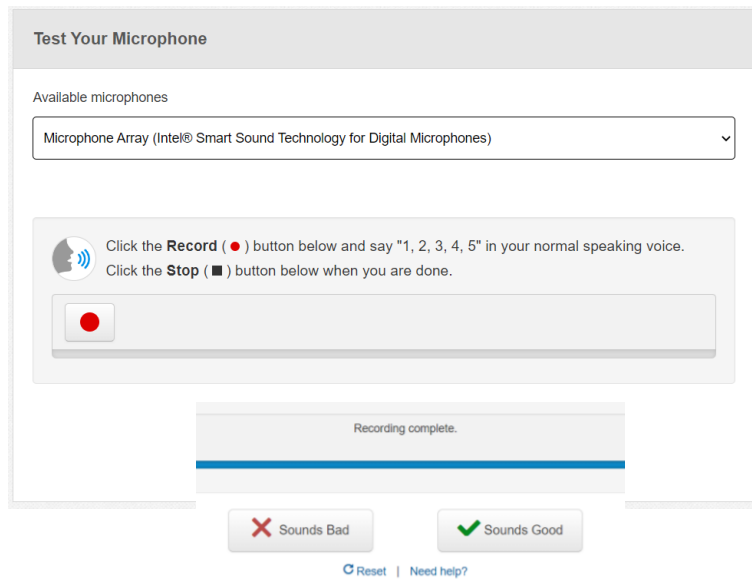 Test Your Microphone
Available microphones
Microphone Array (Intel® Smart Sound Technology for Digital Microphones)
Click the Record ( ● ) button below and say "1, 2, 3, 4, 5" in your normal speaking voice.
Click the Stop ( ■ ) button below when you are done.
Recording complete.
Sounds Bad
Sounds Good
Reset | Need help?